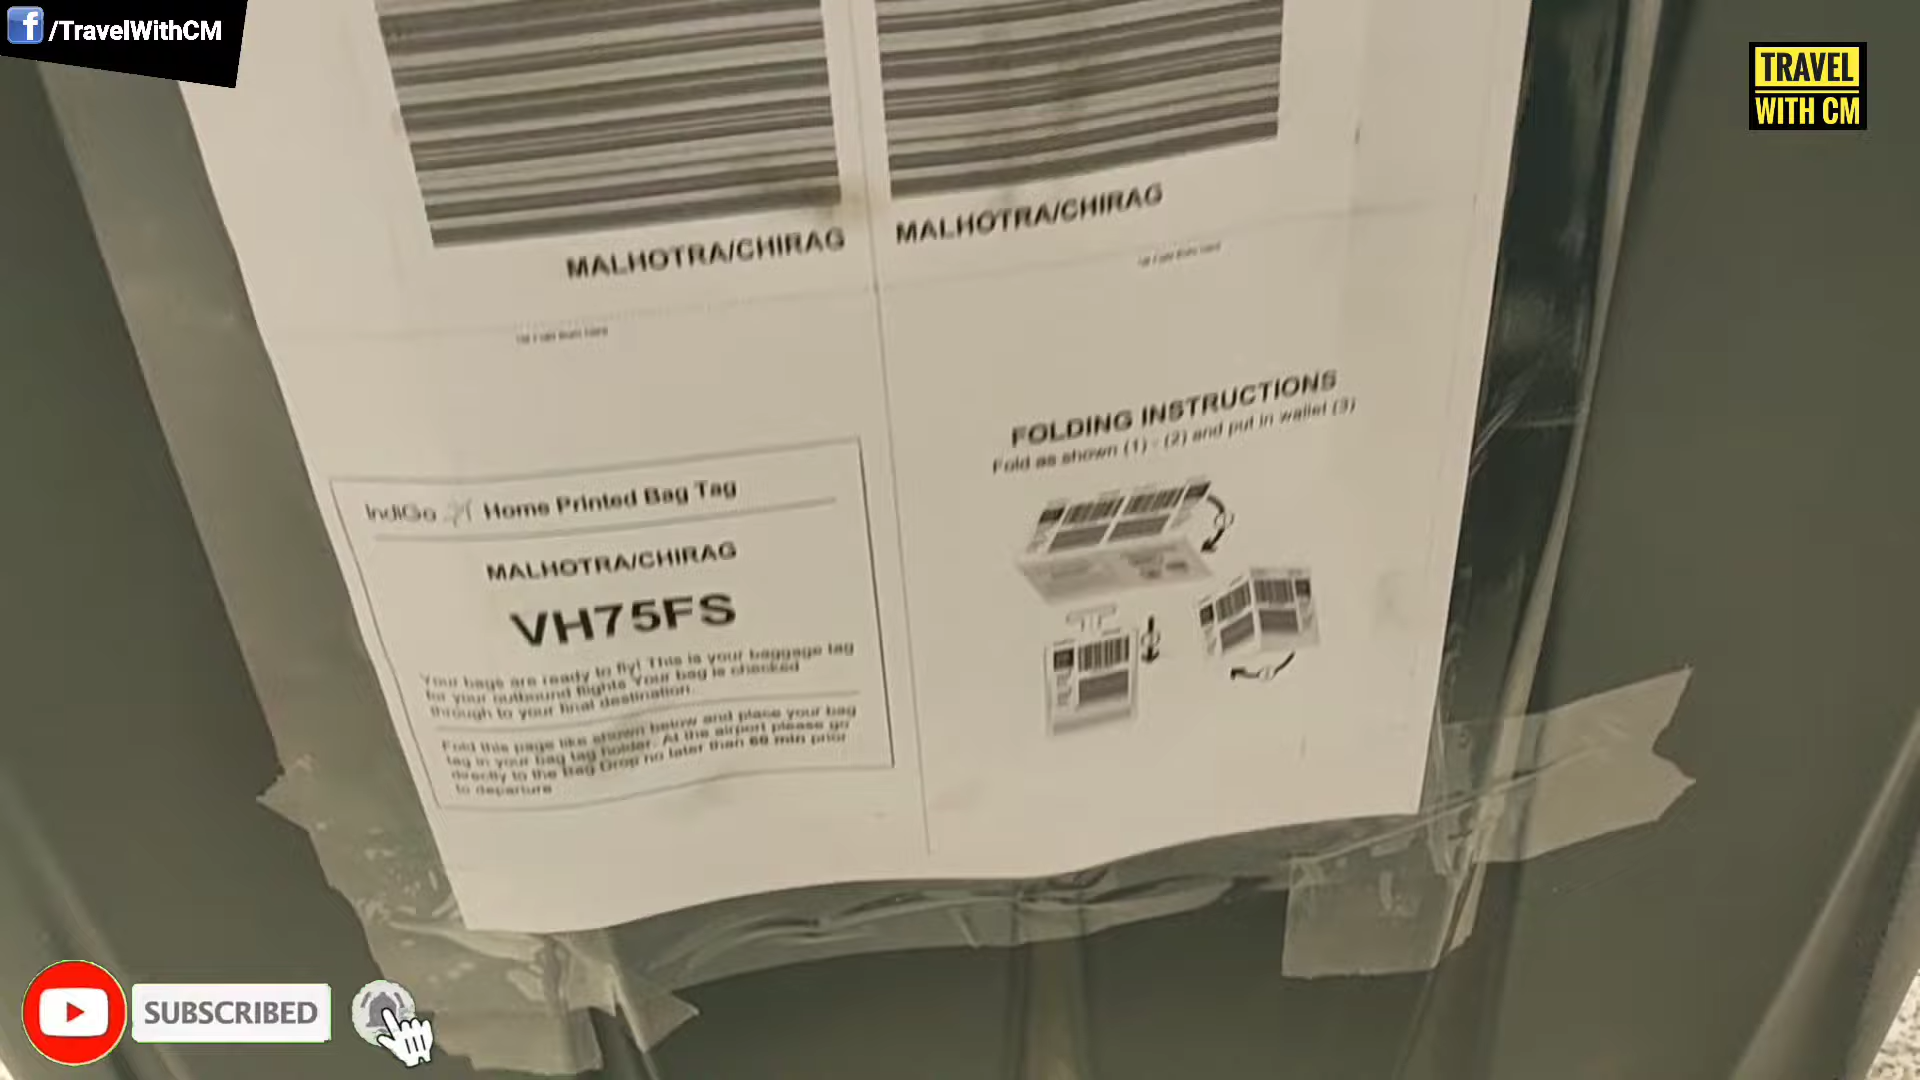 /TravelWithCM
TRAVEL
WITH CM
MALHOTRA/CHIRAG
MALHOTRA/CHIRAG
FOLDING INSTRUCTIONS
Fold as shown (1) - (2) and put in wallet (3)
IndiGo Home Printed Bag Tag
MALHOTRA/CHIRAG
VH75FS
Your bags are ready to fly! This is your baggage tag
for your outbound flights Your bag is checked
through to your final destination.
Fold this page like shown below and place your bag
tag in your bag tag holder. At the airport please go
directly to the Bag Drop no later than 60 min prior
to departure
SUBSCRIBED